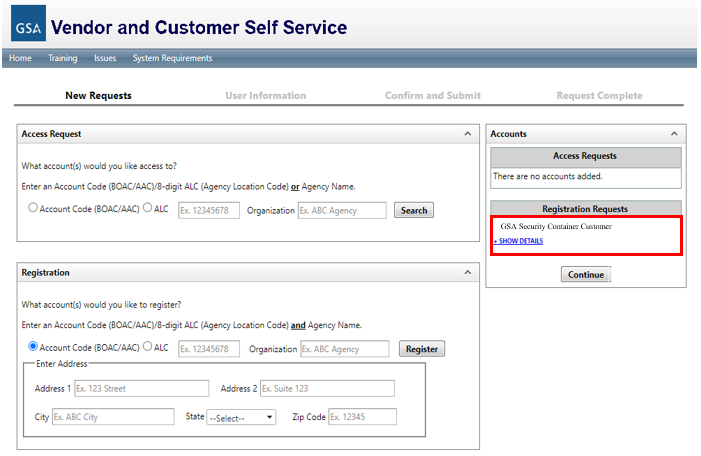 GSA Vendor and Customer Self Service
Home Training Issues System Requirements
New Requests User Information Confirm and Submit Request Complete
Access Request
What account(s) would you like access to?
Enter an Account Code (BOAC/AAC)/8-digit ALC (Agency Location Code) or Agency Name.
Account Code (BOAC/AAC) ALC Ex. 12345678 Organization Ex. ABC Agency Search
Registration
What account(s) would you like to register?
Enter an Account Code (BOAC/AAC)/8-digit ALC (Agency Location Code) and Agency Name.
Account Code (BOAC/AAC) ALC Ex. 12345678 Organization Ex. ABC Agency Register
Enter Address
Address 1 Ex. 123 Street Address 2 Ex. Suite 123
City Ex. ABC City State --Select-- Zip Code Ex. 12345
Accounts
Access Requests
There are no accounts added.
Registration Requests
GSA Security Container Customer
+ SHOW DETAILS
Continue